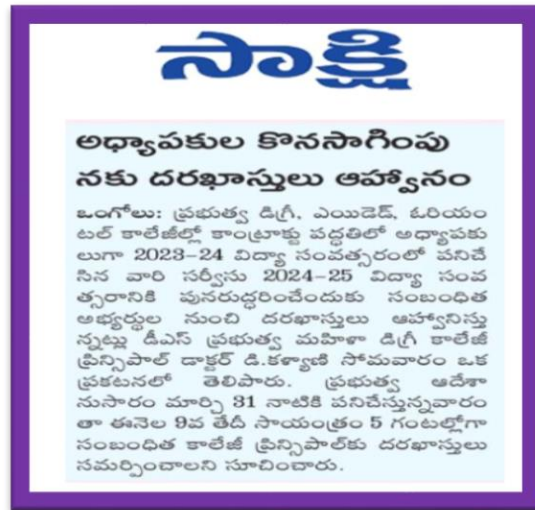 సాక్షి
అధ్యాపకుల కొనసాగింపు
నకు దరఖాస్తులు ఆహ్వానం
ఒంగోలు: ప్రభుత్వ డిగ్రీ, ఎయిడెడ్, ఓరియం
టల్ కాలేజీల్లో కాంట్రాక్టు పద్ధతిలో అధ్యాపకు
లుగా 2023-24 విద్యా సంవత్సరంలో పనిచే
సిన వారి సర్వీసు 2024-25 విద్యా సంవ
త్సరానికి పునరుద్ధరించేందుకు సంబంధిత
అభ్యర్థుల నుంచి దరఖాస్తులు ఆహ్వానిస్తు
న్నట్లు డీఎస్ ప్రభుత్వ మహిళా డిగ్రీ కాలేజీ
ప్రిన్సిపాల్ డాక్టర్ డి.కళ్యాణి సోమవారం ఒక
ప్రకటనలో తెలిపారు. ప్రభుత్వ ఆదేశా
నుసారం మార్చి 31 నాటికి పనిచేస్తున్నవారం
తా ఈనెల 9వ తేదీ సాయంత్రం 5 గంటల్లోగా
సంబంధిత కాలేజీ ప్రిన్సిపాల్‌కు దరఖాస్తులు
సమర్పించాలని సూచించారు.